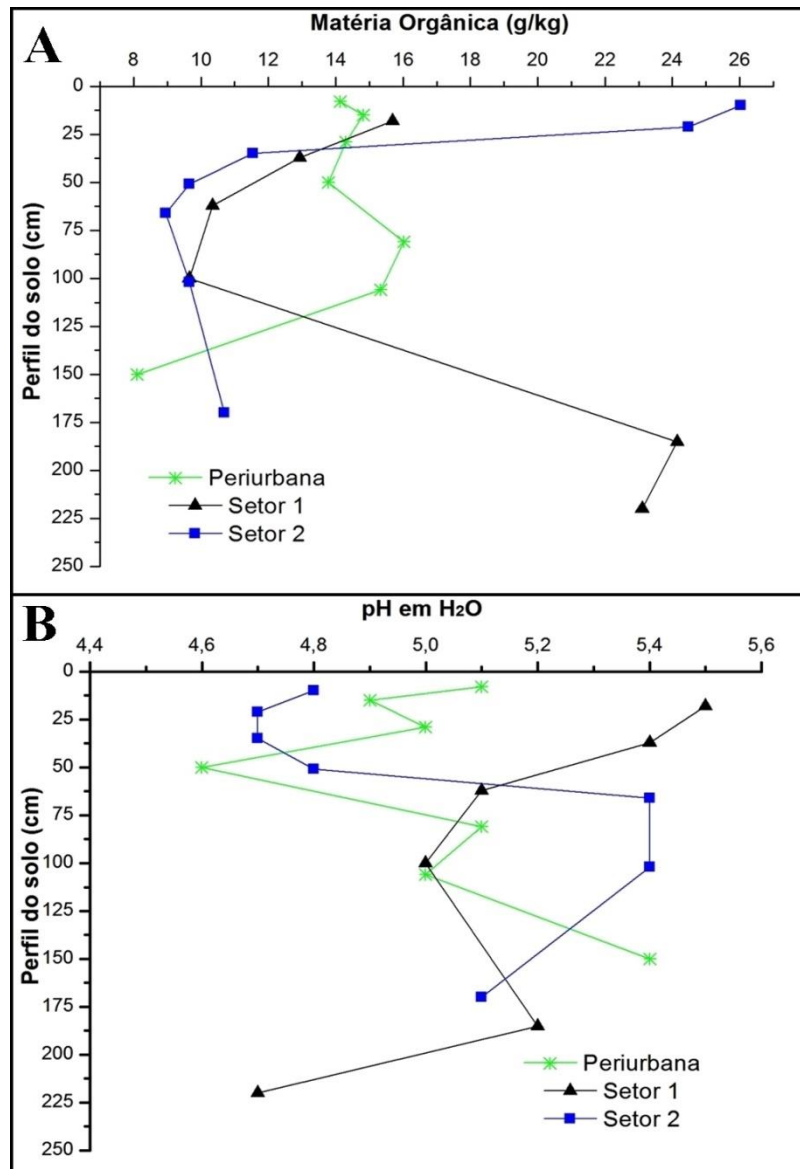 A
Matéria Orgânica (g/kg)
8 10 12 14 16 18 20 22 24 26
Perfil do solo (cm)
0
25
50
75
100
125
150
175
200
225
250
Periurbana
Setor 1
Setor 2
B
pH em H₂O
4,4 4,6 4,8 5,0 5,2 5,4 5,6
Perfil do solo (cm)
0
25
50
75
100
125
150
175
200
225
250
Periurbana
Setor 1
Setor 2